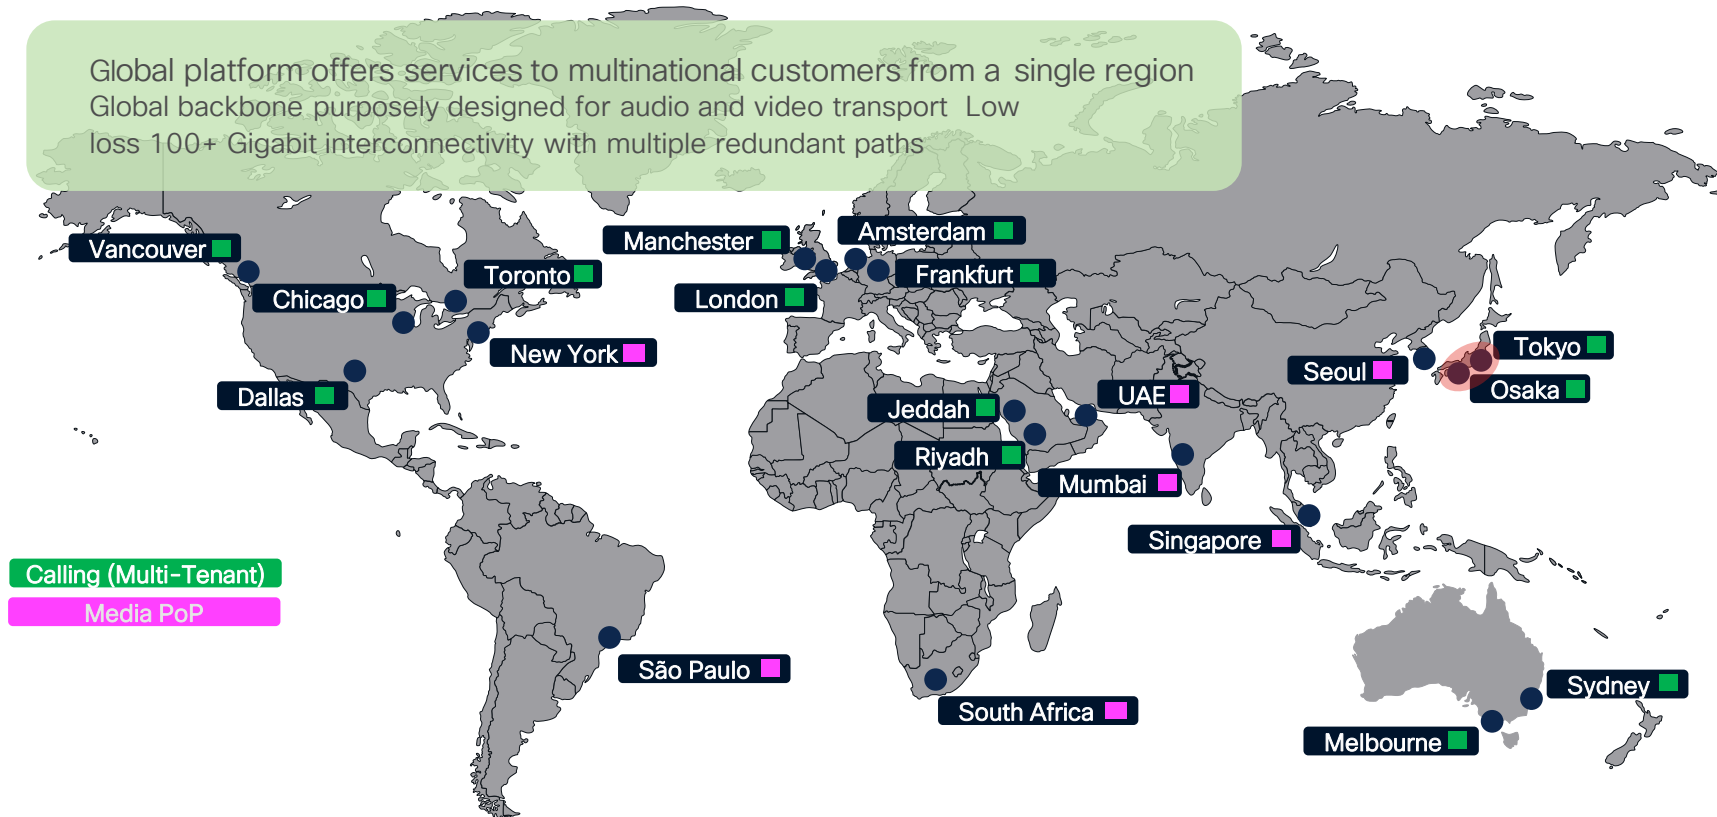 Global platform offers services to multinational customers from a single region
Global backbone purposely designed for audio and video transport Low
loss 100+ Gigabit interconnectivity with multiple redundant paths
Vancouver
Manchester
Amsterdam
Toronto
Frankfurt
Chicago
London
New York
Tokyo
Seoul
Osaka
Dallas
UAE
Jeddah
Riyadh
Mumbai
Singapore
Calling (Multi-Tenant)
Media PoP
São Paulo
Sydney
South Africa
Melbourne